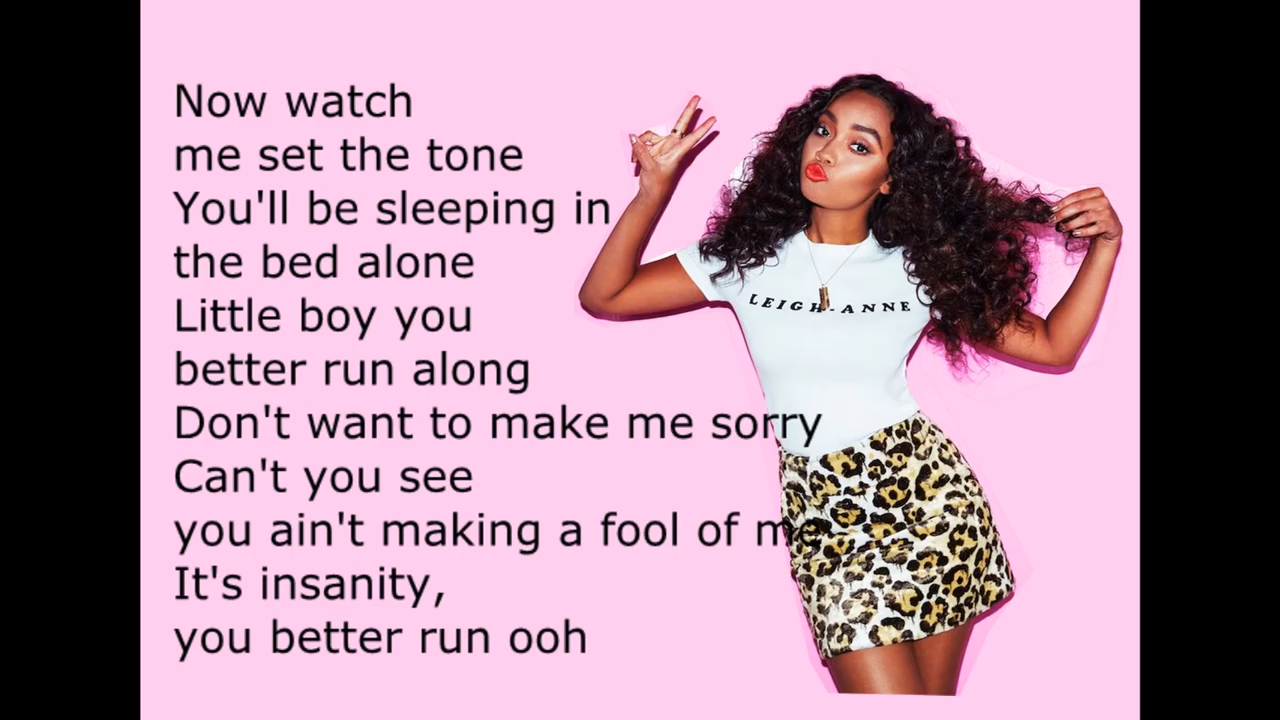 Now watch
me set the tone
You'll be sleeping in
the bed alone
Little boy you
better run along
Don't want to make me sorry
Can't you see
you ain't making a fool of me
It's insanity,
you better run ooh
LEIGH-ANNE